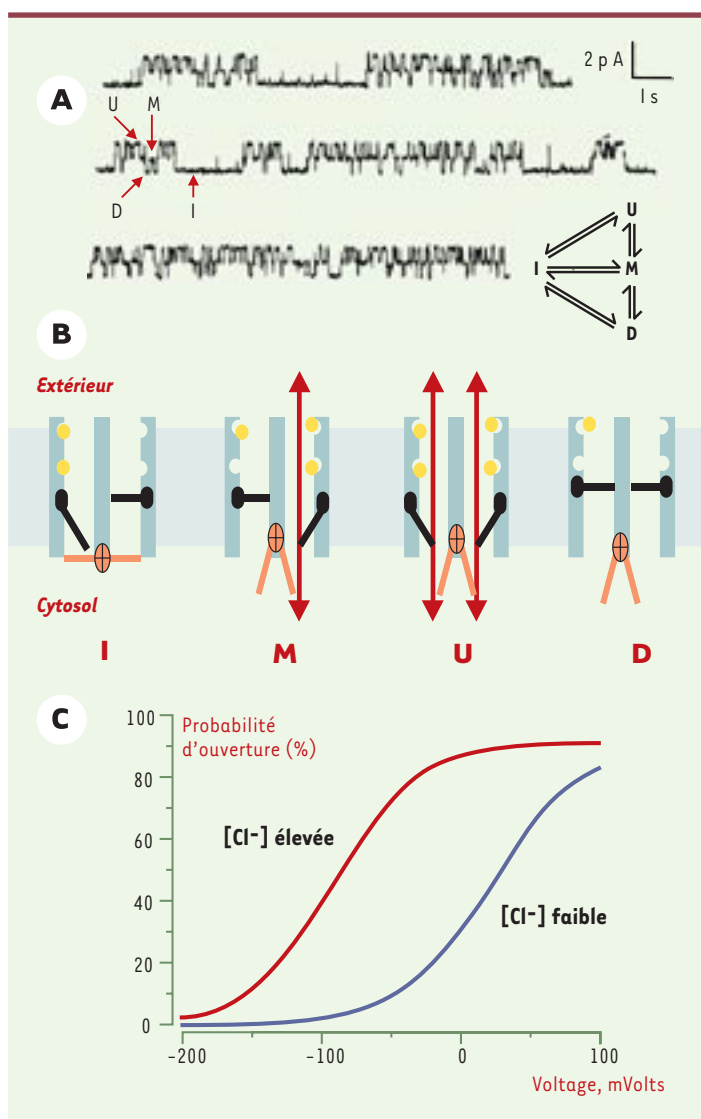 A
2 p A
1 s
U M
D I
U
I M
D
B
Extérieur
Cytosol
I M U D
C
Probabilité
d'ouverture (%)
100
80
60
40
20
0
[Cl-] élevée
[Cl-] faible
-200 -100 0 100
Voltage, mVolts